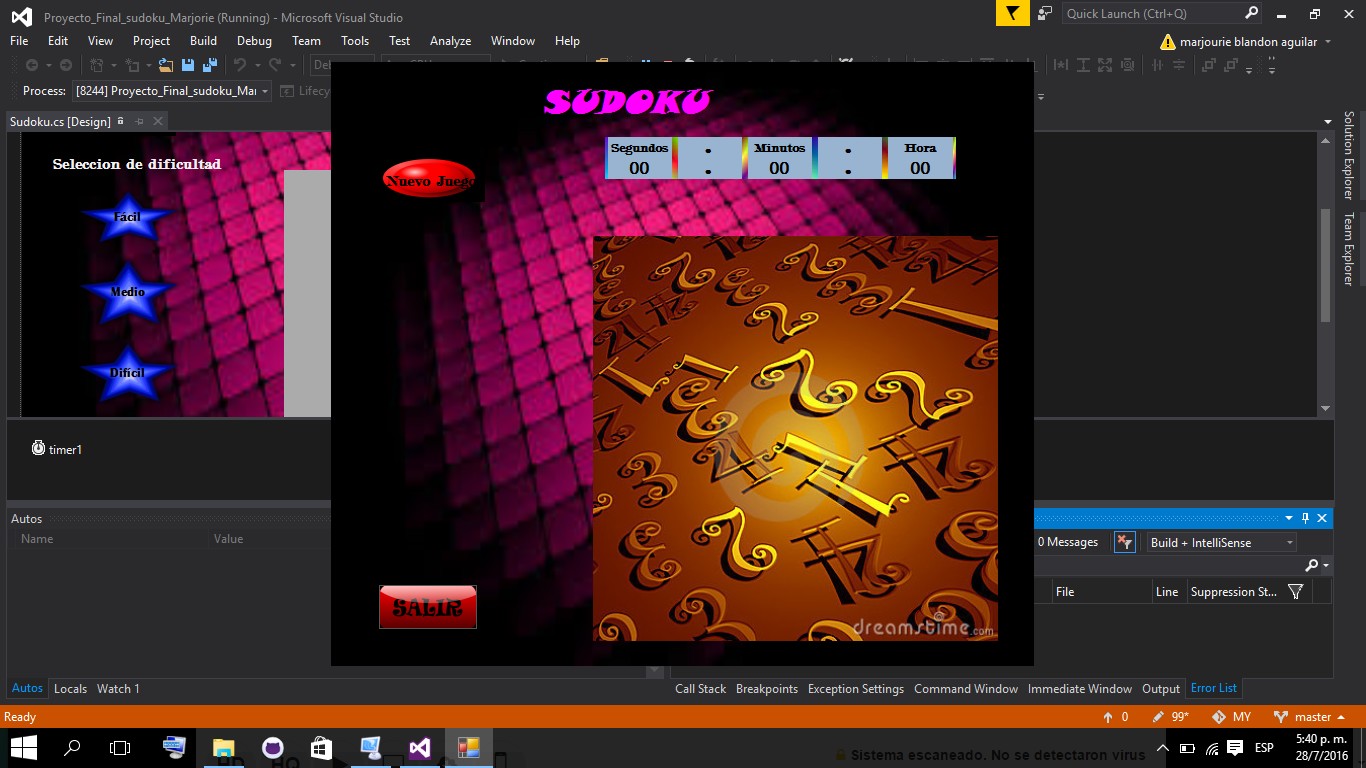 Proyecto_Final_sudoku_Marjorie (Running) - Microsoft Visual Studio
Quick Launch (Ctrl+Q)
File Edit View Project Build Debug Team Tools Test Analyze Window Help
marjourie blandon aguilar
Process: [8244] Proyecto_Final_sudoku_Mar
Lifecy
Sudoku.cs [Design]
Seleccion de dificultad
Fácil
Medio
Difícil
timer1
SUDOKU
Nuevo Juego
Segundos : Minutos : Hora
00 : 00 : 00
SALIR
dreamstime.com
Solution Explorer
Team Explorer
Autos
Name Value
0 Messages
Build + IntelliSense
File Line Suppression St...
Autos Locals Watch 1
Call Stack Breakpoints Exception Settings Command Window Immediate Window Output Error List
Ready
0 99* MY master
Sistema escaneado. No se detectaron virus
ESP
5:40 p. m.
28/7/2016